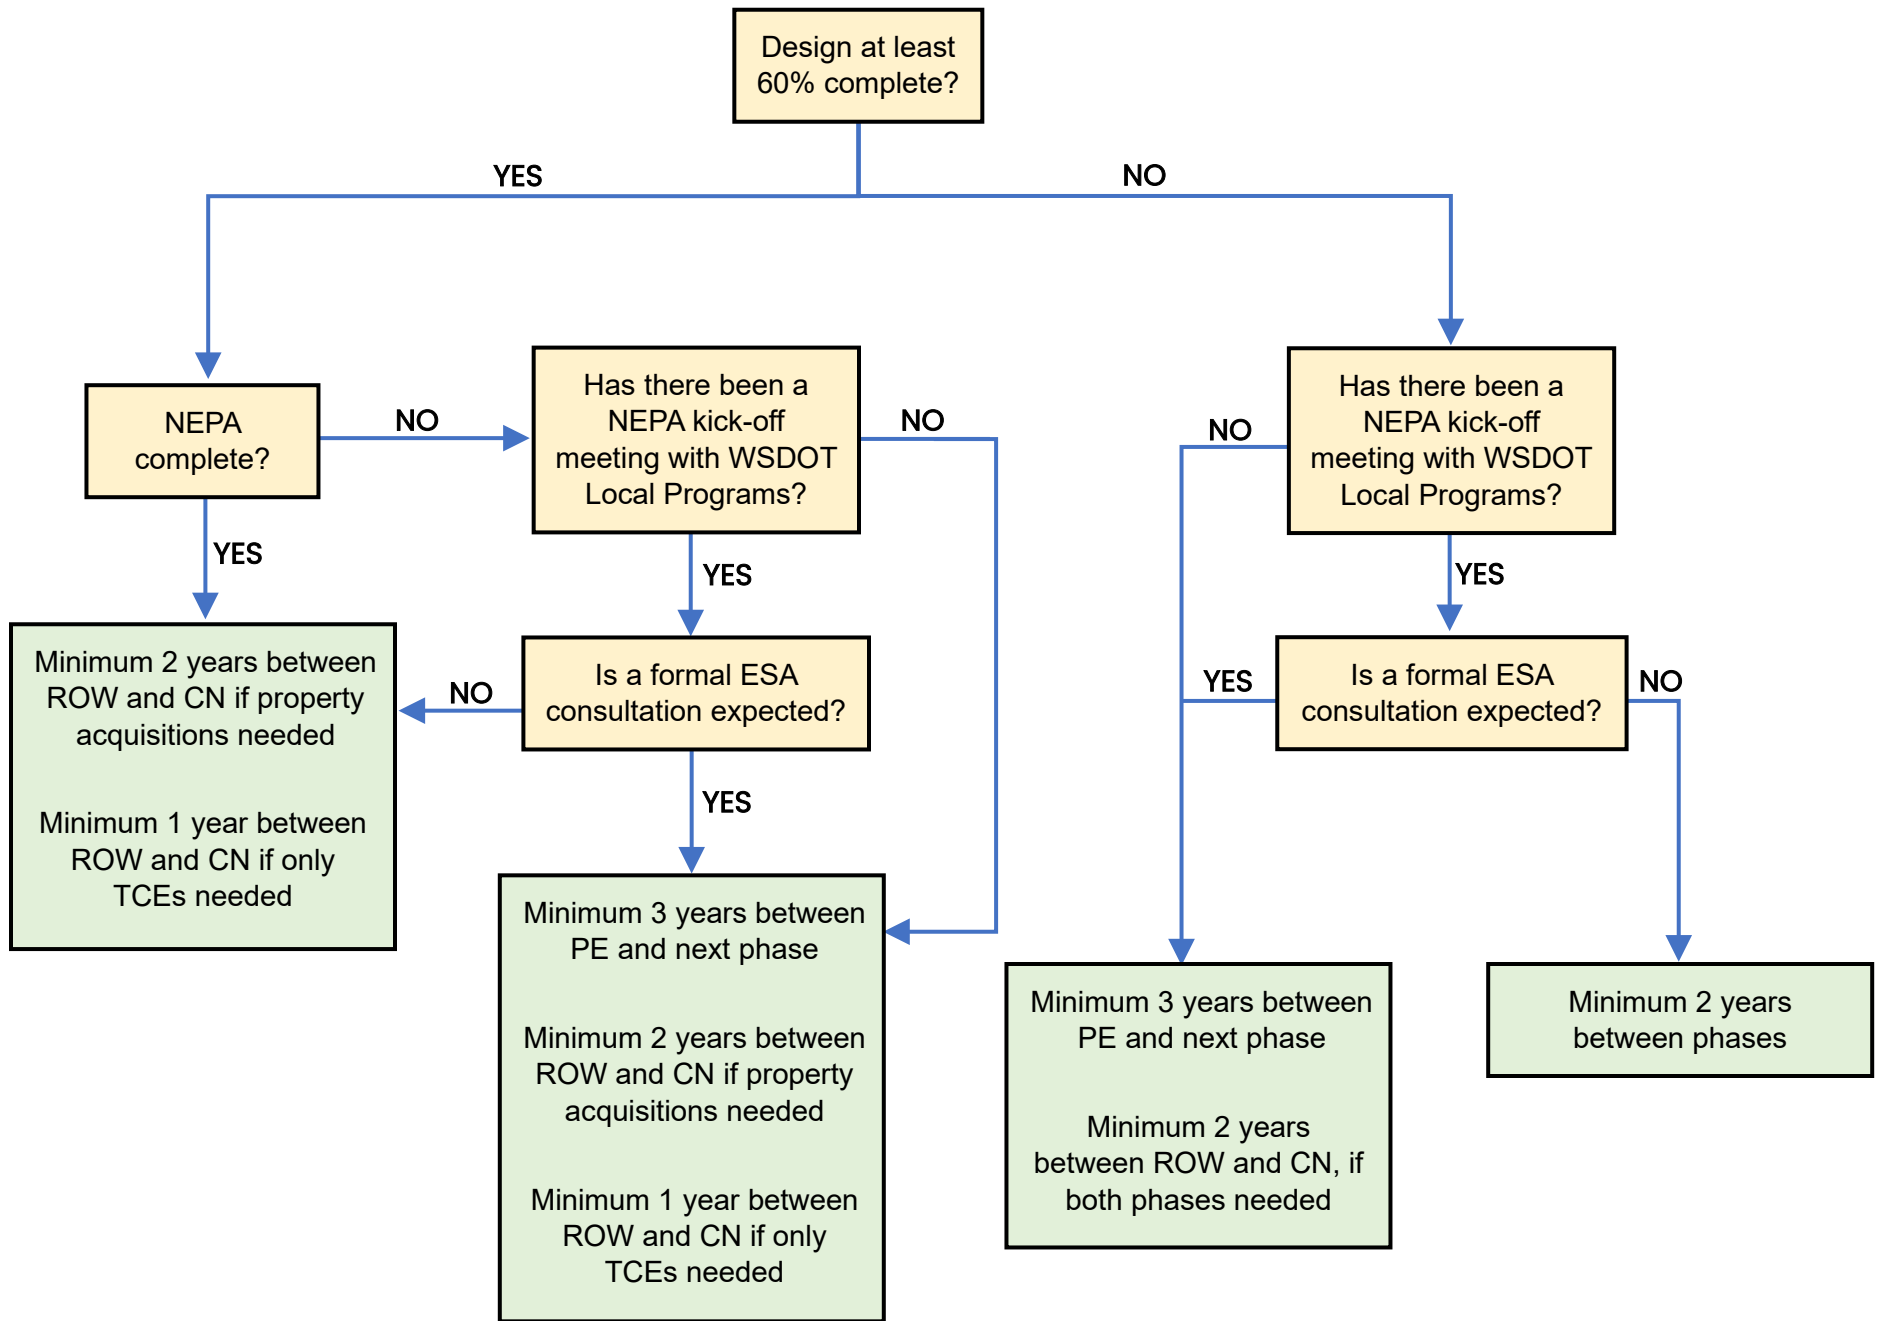 Design at least
60% complete?
YES
NO
NEPA
complete?
NO
Has there been a
NEPA kick-off
meeting with WSDOT
Local Programs?
NO
NO
Has there been a
NEPA kick-off
meeting with WSDOT
Local Programs?
YES
YES
YES
Minimum 2 years between
ROW and CN if property
acquisitions needed
Minimum 1 year between
ROW and CN if only
TCEs needed
NO
Is a formal ESA
consultation expected?
YES
YES
Is a formal ESA
consultation expected?
NO
Minimum 3 years between
PE and next phase
Minimum 2 years between
ROW and CN if property
acquisitions needed
Minimum 1 year between
ROW and CN if only
TCEs needed
Minimum 3 years between
PE and next phase
Minimum 2 years
between ROW and CN, if
both phases needed
Minimum 2 years
between phases